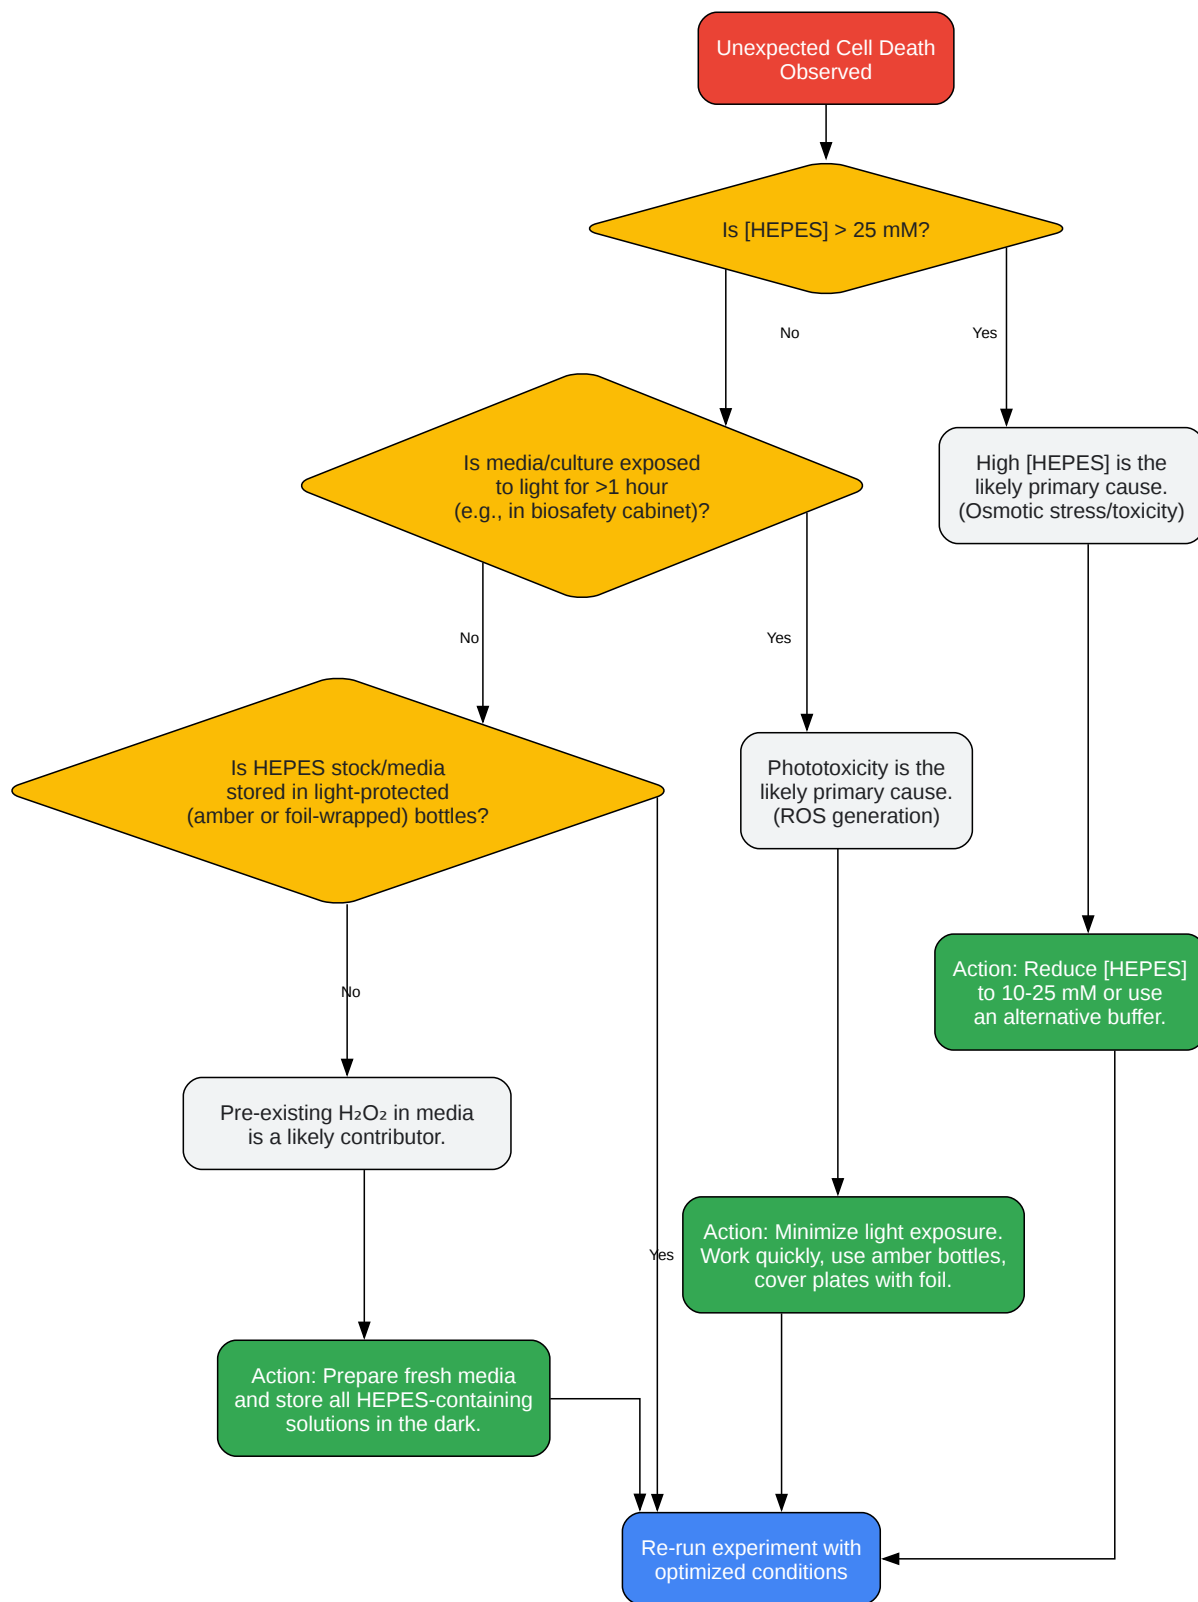 Unexpected Cell Death
Observed
Is [HEPES] > 25 mM?
No
Yes
Is media/culture exposed
to light for >1 hour
(e.g., in biosafety cabinet)?
High [HEPES] is the
likely primary cause.
(Osmotic stress/toxicity)
No
Yes
Is HEPES stock/media
stored in light-protected
(amber or foil-wrapped) bottles?
Phototoxicity is the
likely primary cause.
(ROS generation)
Action: Reduce [HEPES]
to 10-25 mM or use
an alternative buffer.
No
Pre-existing H₂O₂ in media
is a likely contributor.
Yes
Action: Minimize light exposure.
Work quickly, use amber bottles,
cover plates with foil.
Action: Prepare fresh media
and store all HEPES-containing
solutions in the dark.
Re-run experiment with
optimized conditions